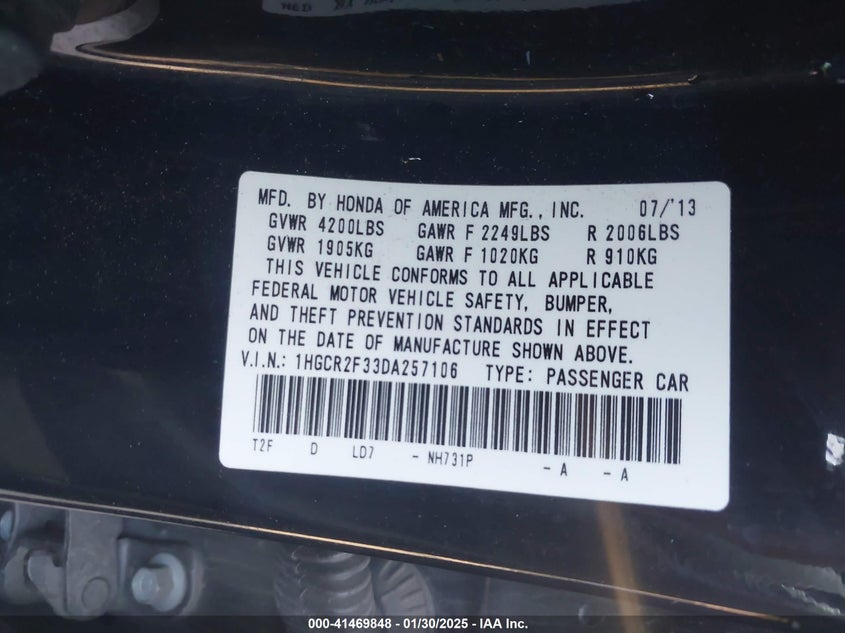 MFD. BY HONDA OF AMERICA MFG., INC. 07/'13
GVWR 4200LBS GAWR F 2249LBS R 2006LBS
GVWR 1905KG GAWR F 1020KG R 910KG
THIS VEHICLE CONFORMS TO ALL APPLICABLE
FEDERAL MOTOR VEHICLE SAFETY, BUMPER,
AND THEFT PREVENTION STANDARDS IN EFFECT
ON THE DATE OF MANUFACTURE SHOWN ABOVE.
V.I.N.: 1HGCR2F33DA257106 TYPE: PASSENGER CAR
T2F D LD7 - NH731P - A - A
000-41469848 — 01/30/2025 — IAA Inc.